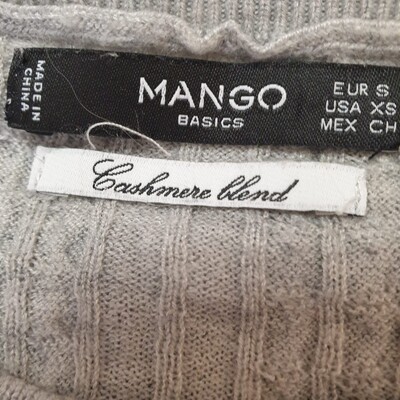 MADE IN
CHINA
MANGO
BASICS
EUR S
USA XS
MEX CH
Cashmere blend